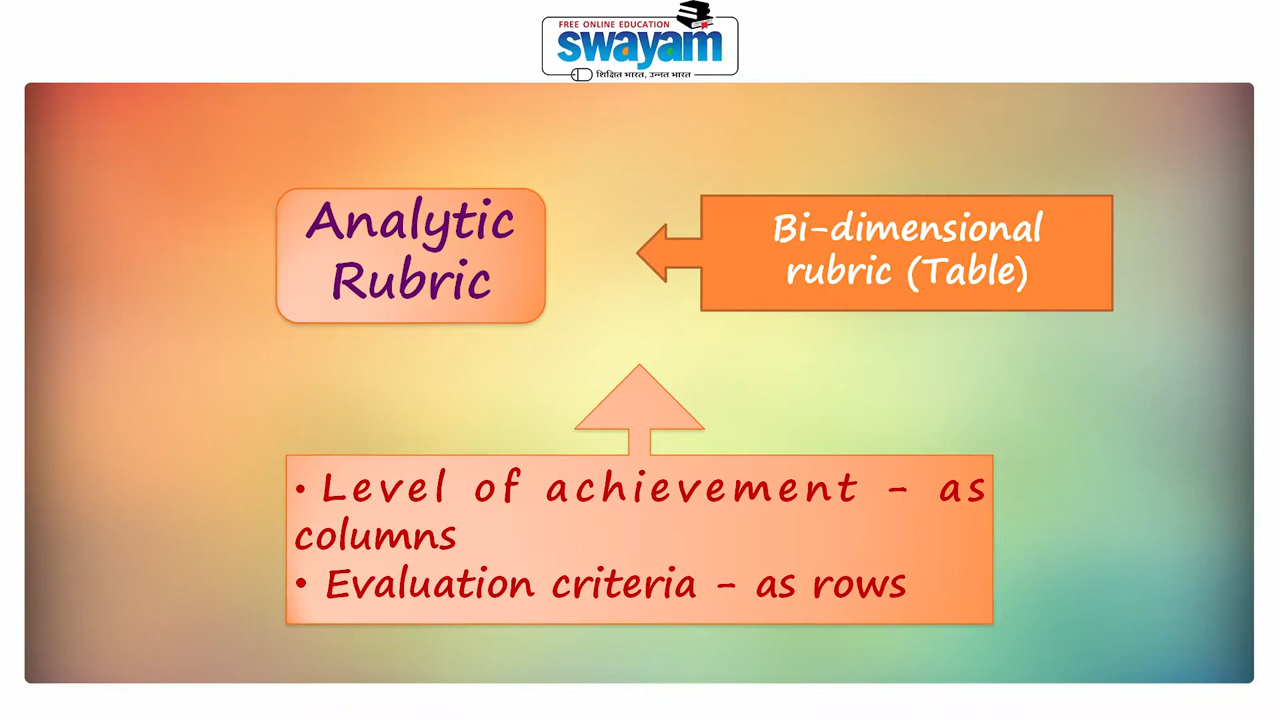 FREE ONLINE EDUCATION
swayam
शिक्षित भारत, उन्नत भारत
Analytic
Rubric
Bi-dimensional
rubric (Table)
• Level of achievement - as
columns
• Evaluation criteria - as rows